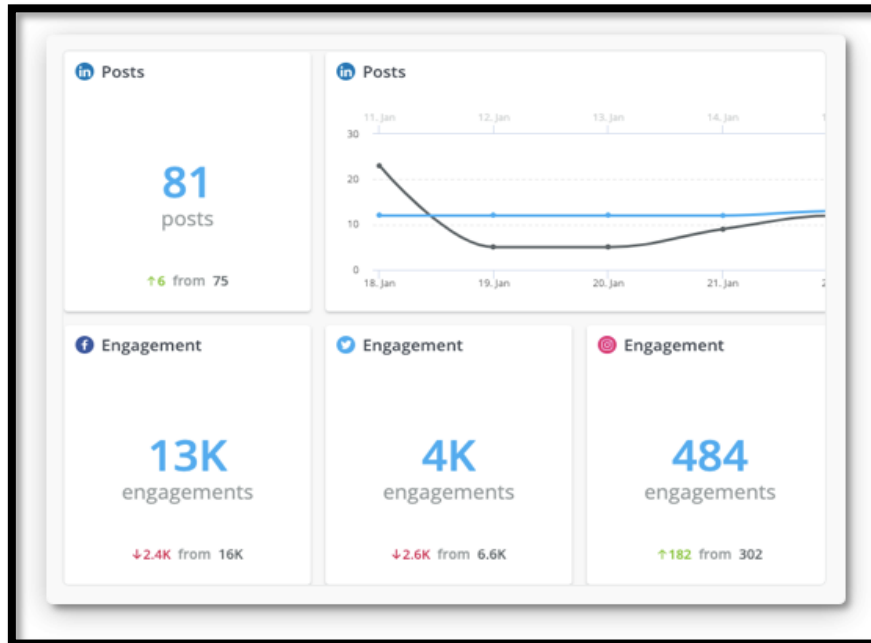 in Posts
81
posts
↑6 from 75
in Posts
11. Jan 12. Jan 13. Jan 14. Jan
30
20
10
0
18. Jan 19. Jan 20. Jan 21. Jan
f Engagement
13K
engagements
↓2.4K from 16K
Engagement
4K
engagements
↓2.6K from 6.6K
Engagement
484
engagements
↑182 from 302